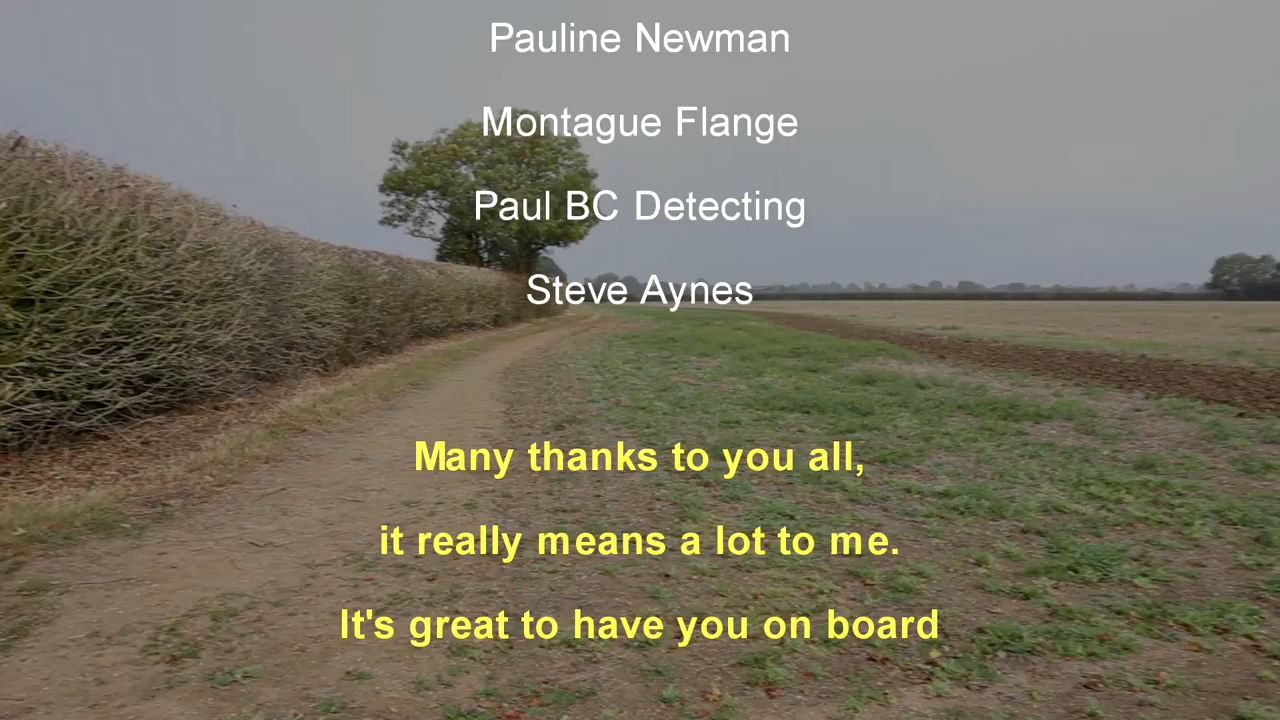 Pauline Newman
Montague Flange
Paul BC Detecting
Steve Aynes
Many thanks to you all,
it really means a lot to me.
It's great to have you on board